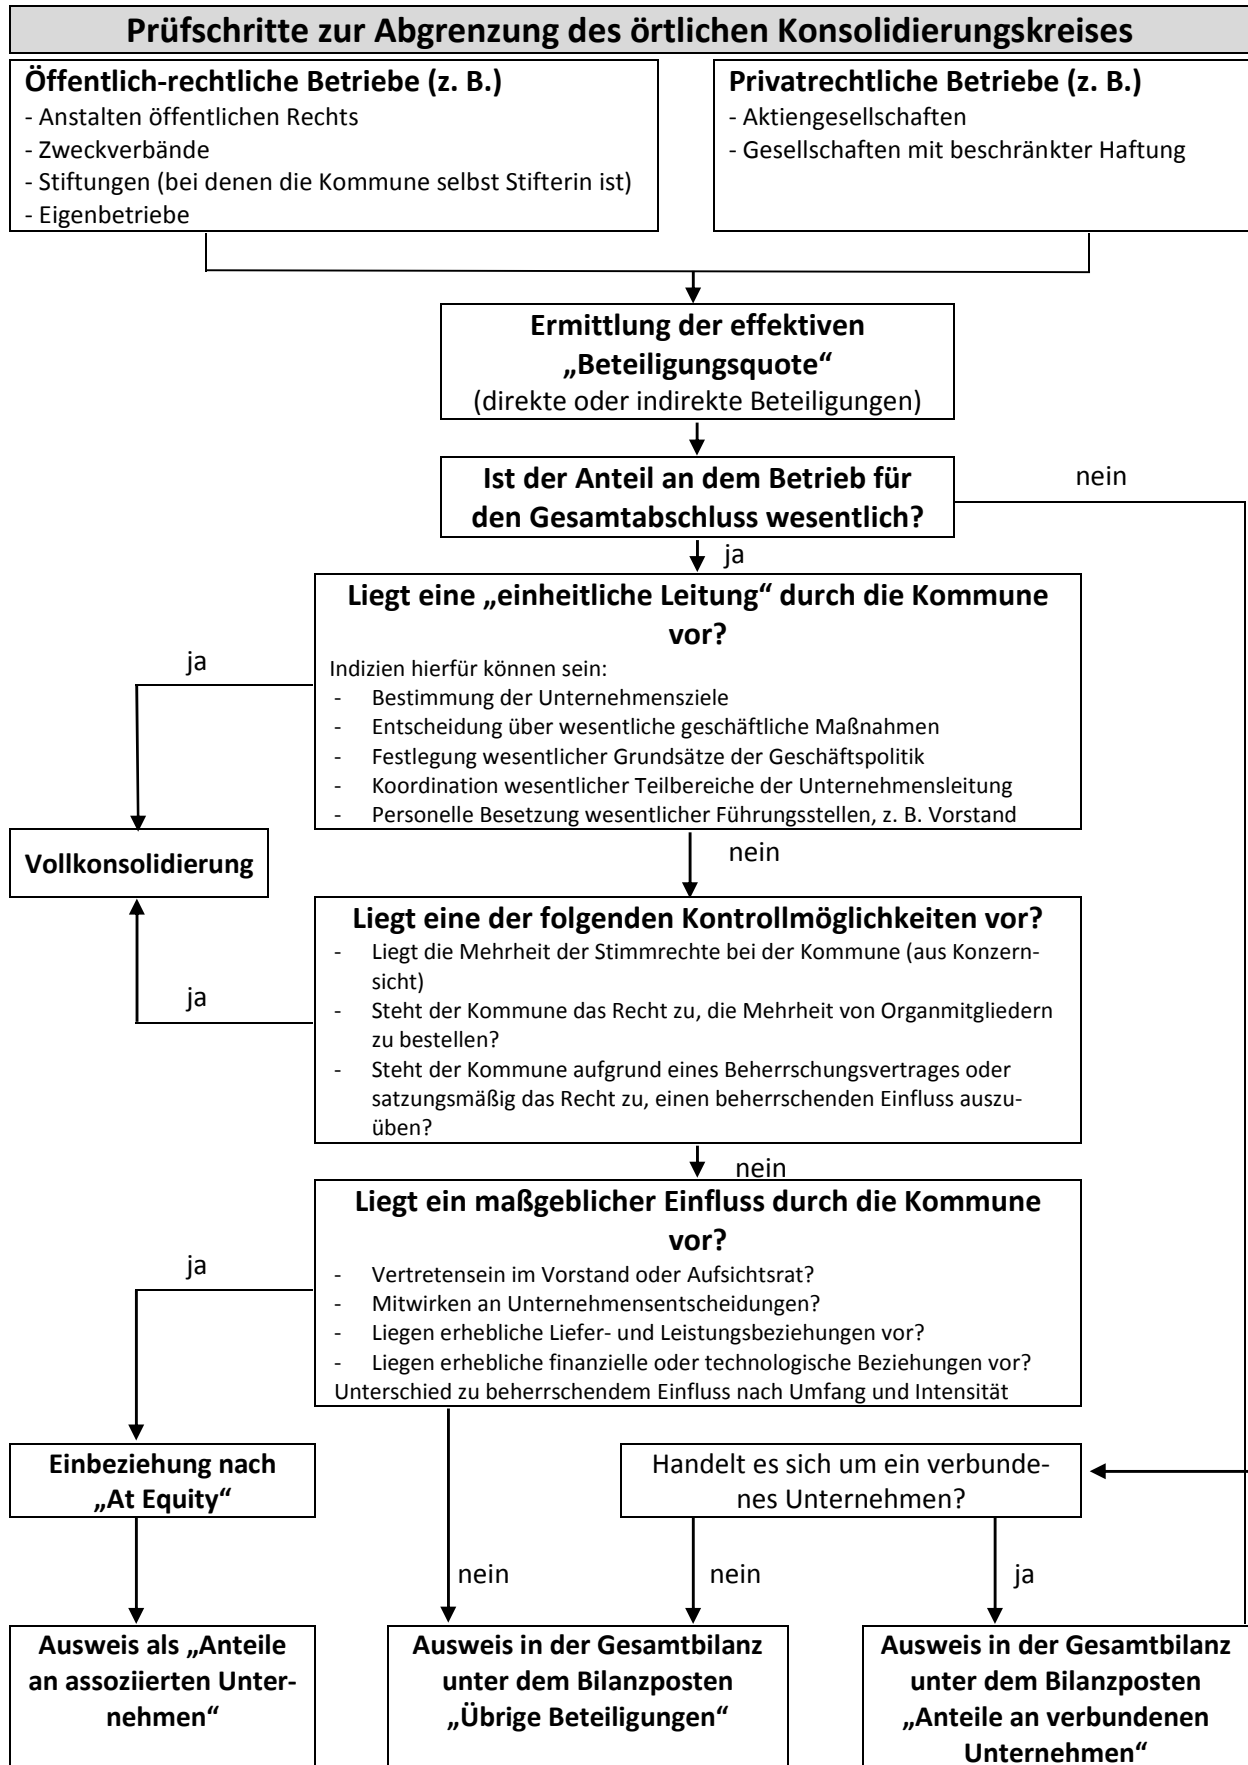 Prüfschritte zur Abgrenzung des örtlichen Konsolidierungskreises
Öffentlich-rechtliche Betriebe (z. B.)
- Anstalten öffentlichen Rechts
- Zweckverbände
- Stiftungen (bei denen die Kommune selbst Stifterin ist)
- Eigenbetriebe
Privatrechtliche Betriebe (z. B.)
- Aktiengesellschaften
- Gesellschaften mit beschränkter Haftung
Ermittlung der effektiven
„Beteiligungsquote“
(direkte oder indirekte Beteiligungen)
Ist der Anteil an dem Betrieb für
den Gesamtabschluss wesentlich?
nein
ja
Liegt eine „einheitliche Leitung“ durch die Kommune
vor?
Indizien hierfür können sein:
- Bestimmung der Unternehmensziele
- Entscheidung über wesentliche geschäftliche Maßnahmen
- Festlegung wesentlicher Grundsätze der Geschäftspolitik
- Koordination wesentlicher Teilbereiche der Unternehmensleitung
- Personelle Besetzung wesentlicher Führungsstellen, z. B. Vorstand
ja
Vollkonsolidierung
nein
Liegt eine der folgenden Kontrollmöglichkeiten vor?
- Liegt die Mehrheit der Stimmrechte bei der Kommune (aus Konzern-
sicht)
- Steht der Kommune das Recht zu, die Mehrheit von Organmitgliedern
zu bestellen?
- Steht der Kommune aufgrund eines Beherrschungsvertrages oder
satzungsmäßig das Recht zu, einen beherrschenden Einfluss auszu-
üben?
ja
nein
Liegt ein maßgeblicher Einfluss durch die Kommune
vor?
- Vertretensein im Vorstand oder Aufsichtsrat?
- Mitwirken an Unternehmensentscheidungen?
- Liegen erhebliche Liefer- und Leistungsbeziehungen vor?
- Liegen erhebliche finanzielle oder technologische Beziehungen vor?
Unterschied zu beherrschendem Einfluss nach Umfang und Intensität
ja
Einbeziehung nach
„At Equity“
Handelt es sich um ein verbunde-
nes Unternehmen?
nein
nein
ja
Ausweis als „Anteile
an assoziierten Unter-
nehmen“
Ausweis in der Gesamtbilanz
unter dem Bilanzposten
„Übrige Beteiligungen“
Ausweis in der Gesamtbilanz
unter dem Bilanzposten
„Anteile an verbundenen
Unternehmen“